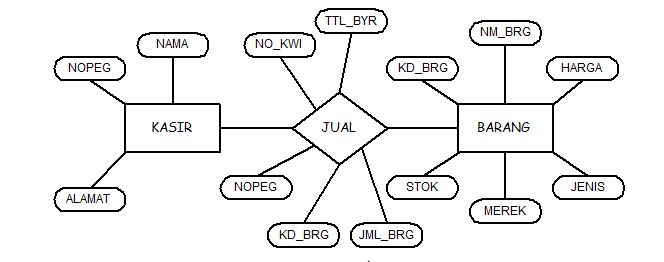 TTL_BYR
NAMA
NO_KWI
NM_BRG
NOPEG
KD_BRG
HARGA
KASIR
JUAL
BARANG
NOPEG
STOK
JENIS
ALAMAT
MEREK
KD_BRG
JML_BRG